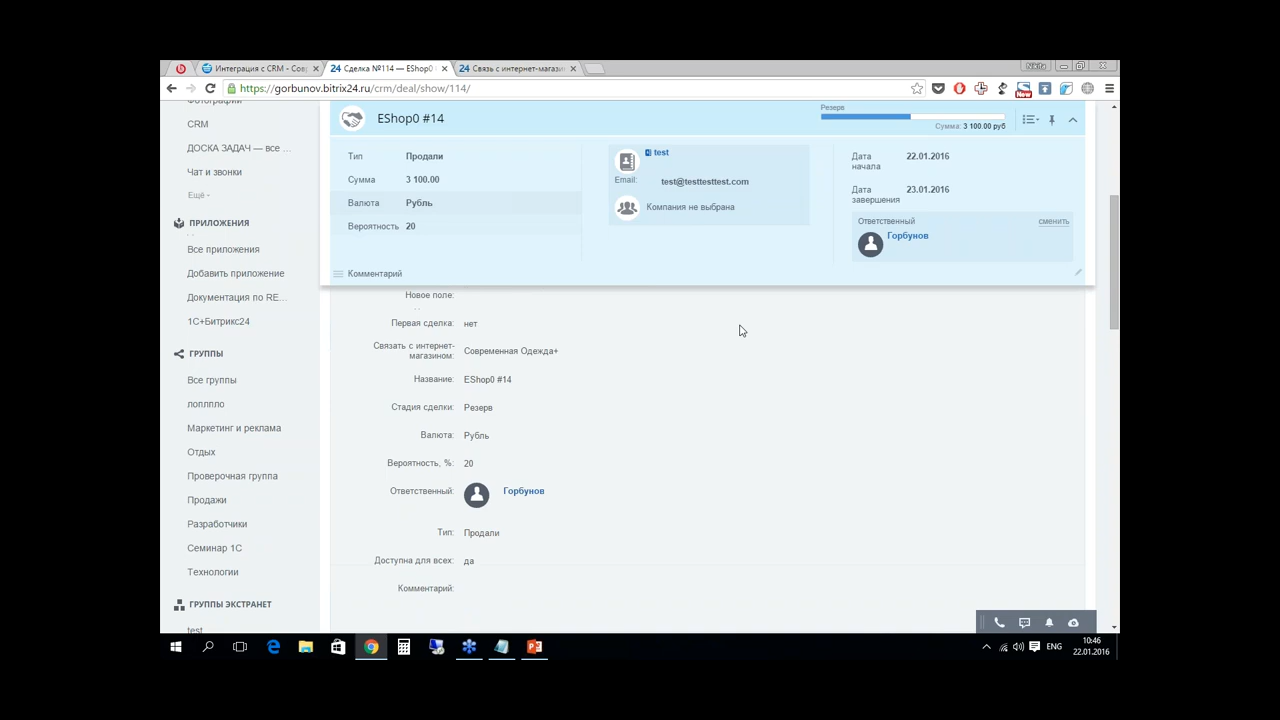 Интеграция с CRM - Совр
24 Сделка №114 — EShop0
24 Связь с интернет-магази
Nikita
https://gorbunov.bitrix24.ru/crm/deal/show/114/
New
Фотографии
CRM
ДОСКА ЗАДАЧ — все ...
Чат и звонки
Ещё -
ПРИЛОЖЕНИЯ
Все приложения
Добавить приложение
Документация по RE...
1С+Битрикс24
ГРУППЫ
Все группы
лоплпло
Маркетинг и реклама
Отдых
Проверочная группа
Продажи
Разработчики
Семинар 1С
Технологии
ГРУППЫ ЭКСТРАНЕТ
test
EShop0 #14
Резерв
Сумма: 3 100.00 руб
Тип Продали
Сумма 3 100.00
Валюта Рубль
Вероятность 20
test
Email: test@testtesttest.com
Компания не выбрана
Дата начала 22.01.2016
Дата завершения 23.01.2016
Ответственный сменить
Горбунов
Комментарий
Новое поле:
Первая сделка: нет
Связать с интернет-магазином: Современная Одежда+
Название: EShop0 #14
Стадия сделки: Резерв
Валюта: Рубль
Вероятность, %: 20
Ответственный: Горбунов
Тип: Продали
Доступна для всех: да
Комментарий:
ENG
10:46
22.01.2016